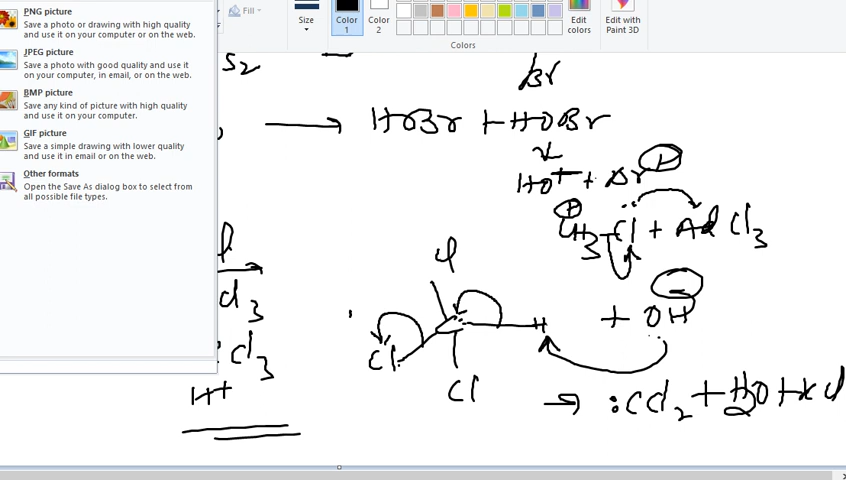 PNG picture
Save a photo or drawing with high quality
and use it on your computer or on the web.
JPEG picture
Save a photo with good quality and use it
on your computer, in email, or on the web.
BMP picture
Save any kind of picture with high quality
and use it on your computer.
GIF picture
Save a simple drawing with lower quality
and use it in email or on the web.
Other formats
Open the Save As dialog box to select from
all possible file types.
Fill
Size
Color
1
Color
2
Edit
colors
Edit with
Paint 3D
Colors
S2
Br
→ HOBr + HOBr
CH3-Cl + Cl3
+ OH -
Cl H
Cl
Cl3
H+
→ :CCl2 + H2O + KCl